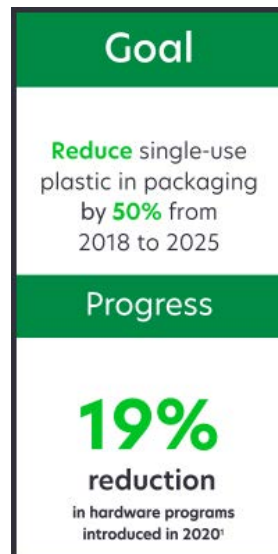 Goal
Reduce single-use
plastic in packaging
by 50% from
2018 to 2025
Progress
19%
reduction
in hardware programs
introduced in 2020¹